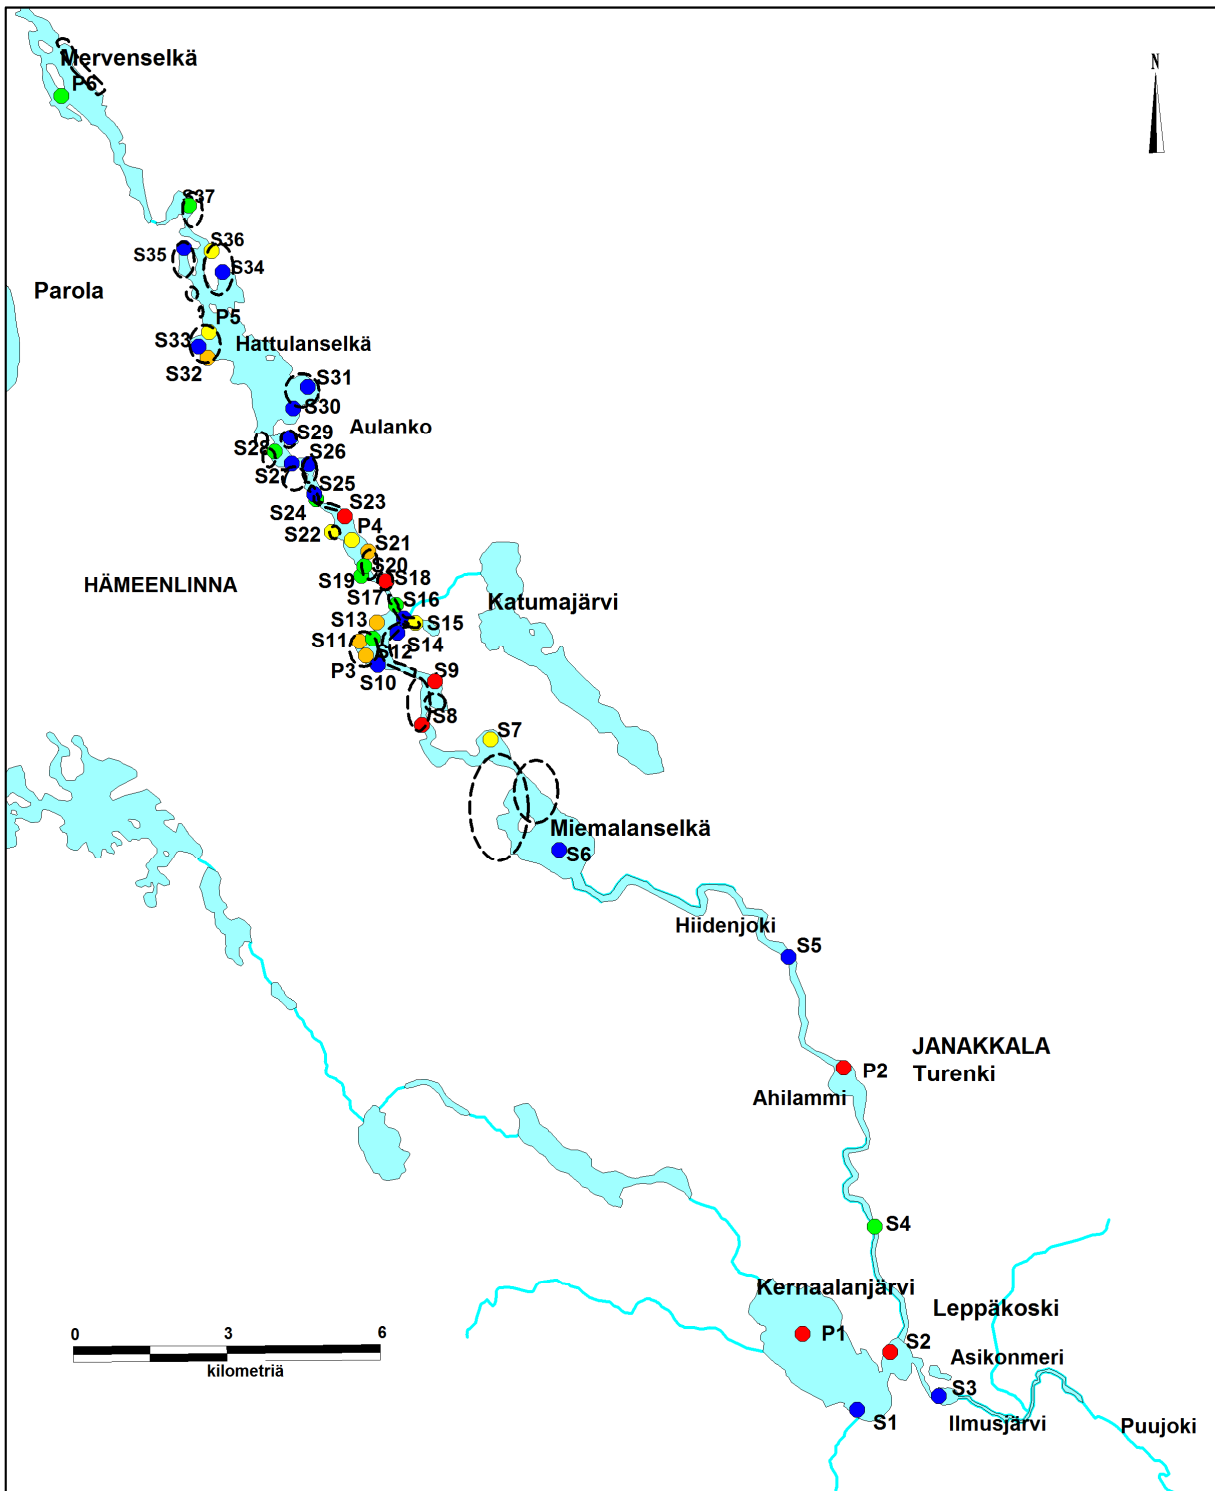 Mervenselkä
N
P6
S37
S36
S35
S34
Parola
P5
S33
Hattulanselkä
S32
S31
S30
Aulanko
S29
S28
S26
S27
S25
S23
S24
P4
S22
S21
S20
S19
S18
HÄMEENLINNA
S17
S16
Katumajärvi
S13
S15
S11
S14
S12
P3
S10
S9
S8
S7
Miemalanselkä
S6
Hiidenjoki
S5
JANAKKALA
Turenki
P2
Ahilammi
S4
Kernaalanjärvi
Leppäkoski
P1
S2
0 3 6
kilometriä
Asikonmeri
S3
S1
Ilmusjärvi
Puujoki